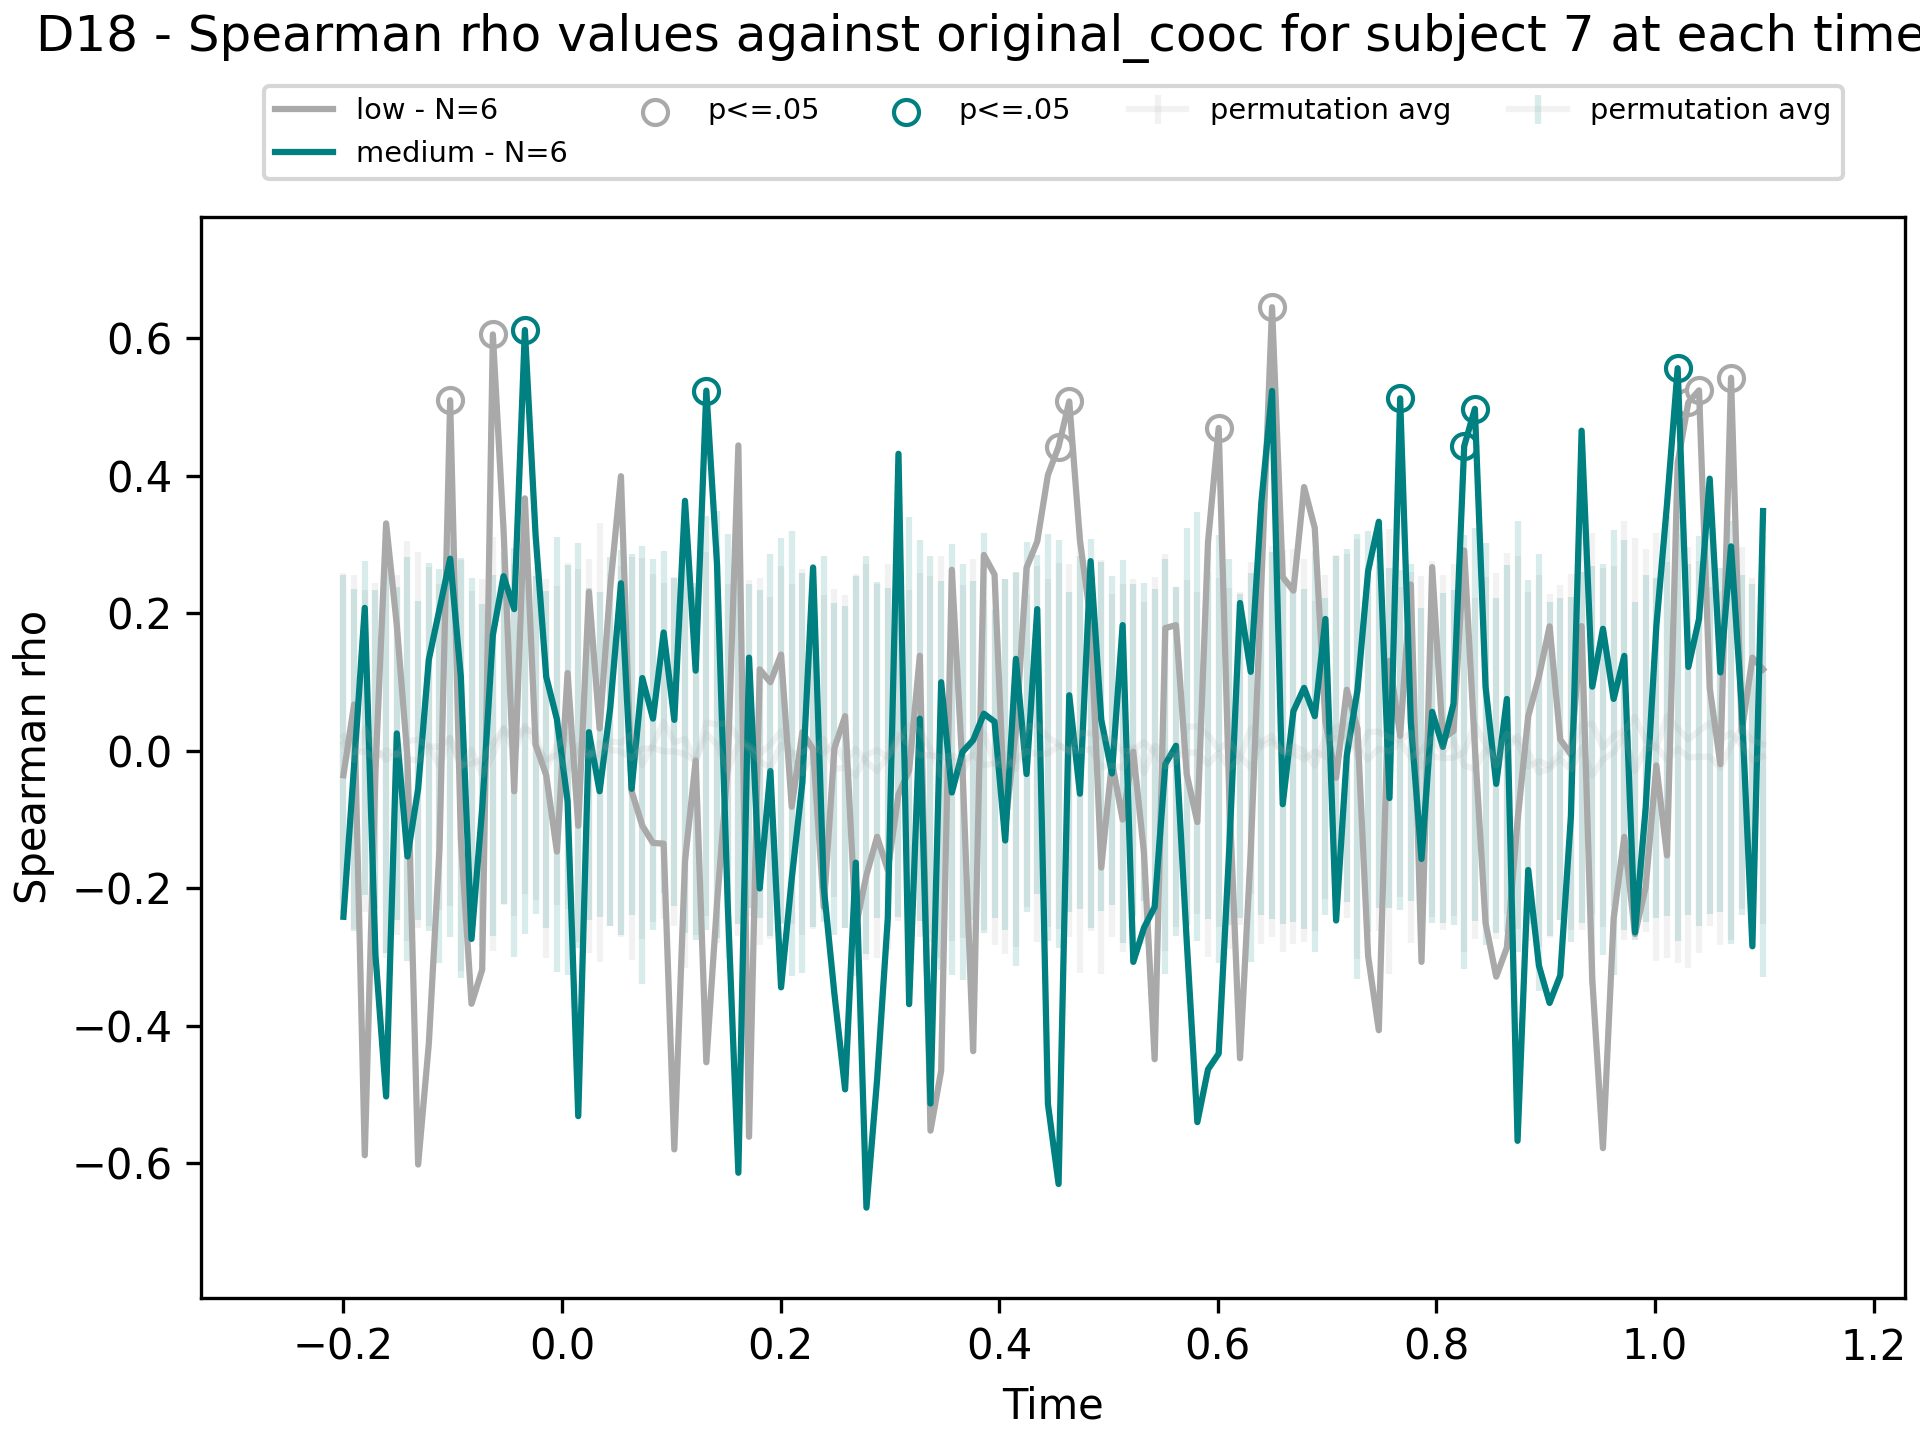 D18 - Spearman rho values against original_cooc for subject 7 at each time
low - N=6
medium - N=6
p<=.05
p<=.05
permutation avg
permutation avg
Spearman rho
0.6
0.4
0.2
0.0
−0.2
−0.4
−0.6
−0.2
0.0
0.2
0.4
0.6
0.8
1.0
1.2
Time